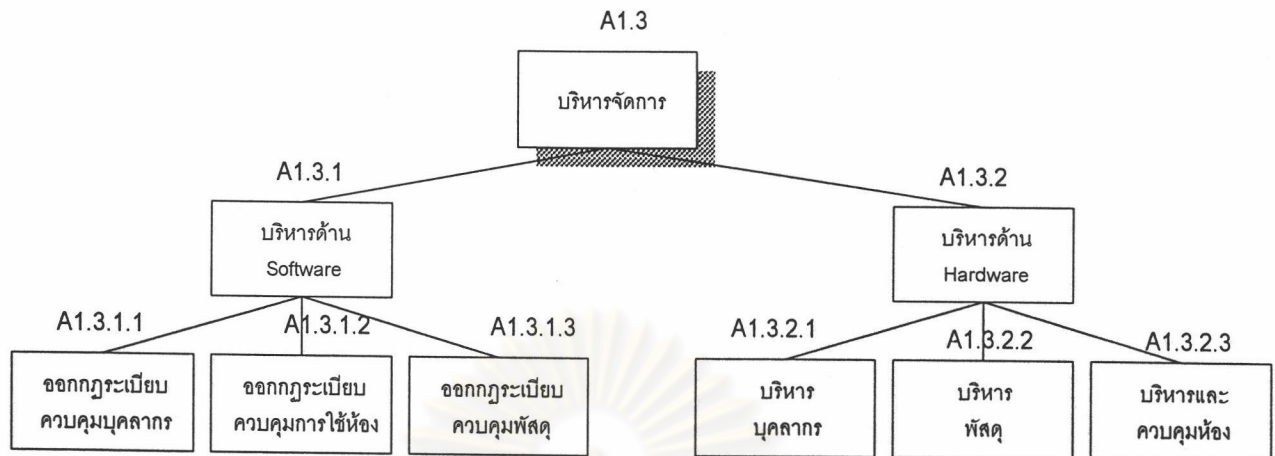 A1.3
บริหารจัดการ
A1.3.1
A1.3.2
บริหารด้าน
Software
บริหารด้าน
Hardware
A1.3.1.1
A1.3.1.2
A1.3.1.3
A1.3.2.1
A1.3.2.2
A1.3.2.3
ออกกฎระเบียบ
ควบคุมบุคลากร
ออกกฎระเบียบ
ควบคุมการใช้ห้อง
ออกกฎระเบียบ
ควบคุมพัสดุ
บริหาร
บุคลากร
บริหาร
พัสดุ
บริหารและ
ควบคุมห้อง